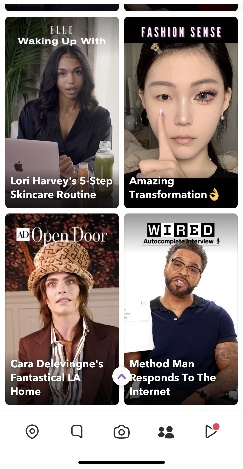 ELLE
Waking Up With
Lori Harvey's 5-Step
Skincare Routine
FASHION SENSE
Amazing
Transformation👌
AD Open Door
Cara Delevingne's
Fantastical LA
Home
WIRED
Autocomplete Interview
Method Man
Responds To The
Internet